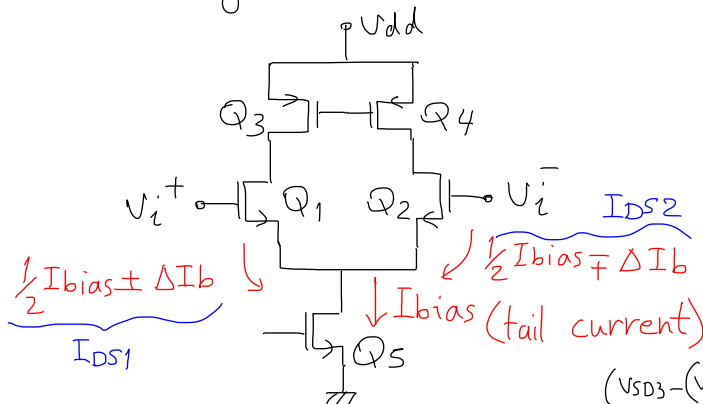 Vdd
Q3
Q4
Vi+
Q1
Q2
Vi-
IDS2
1/2 Ibias ± ΔIb
1/2 Ibias ∓ ΔIb
Ibias (tail current)
IDS1
Q5
(VSD3-(V